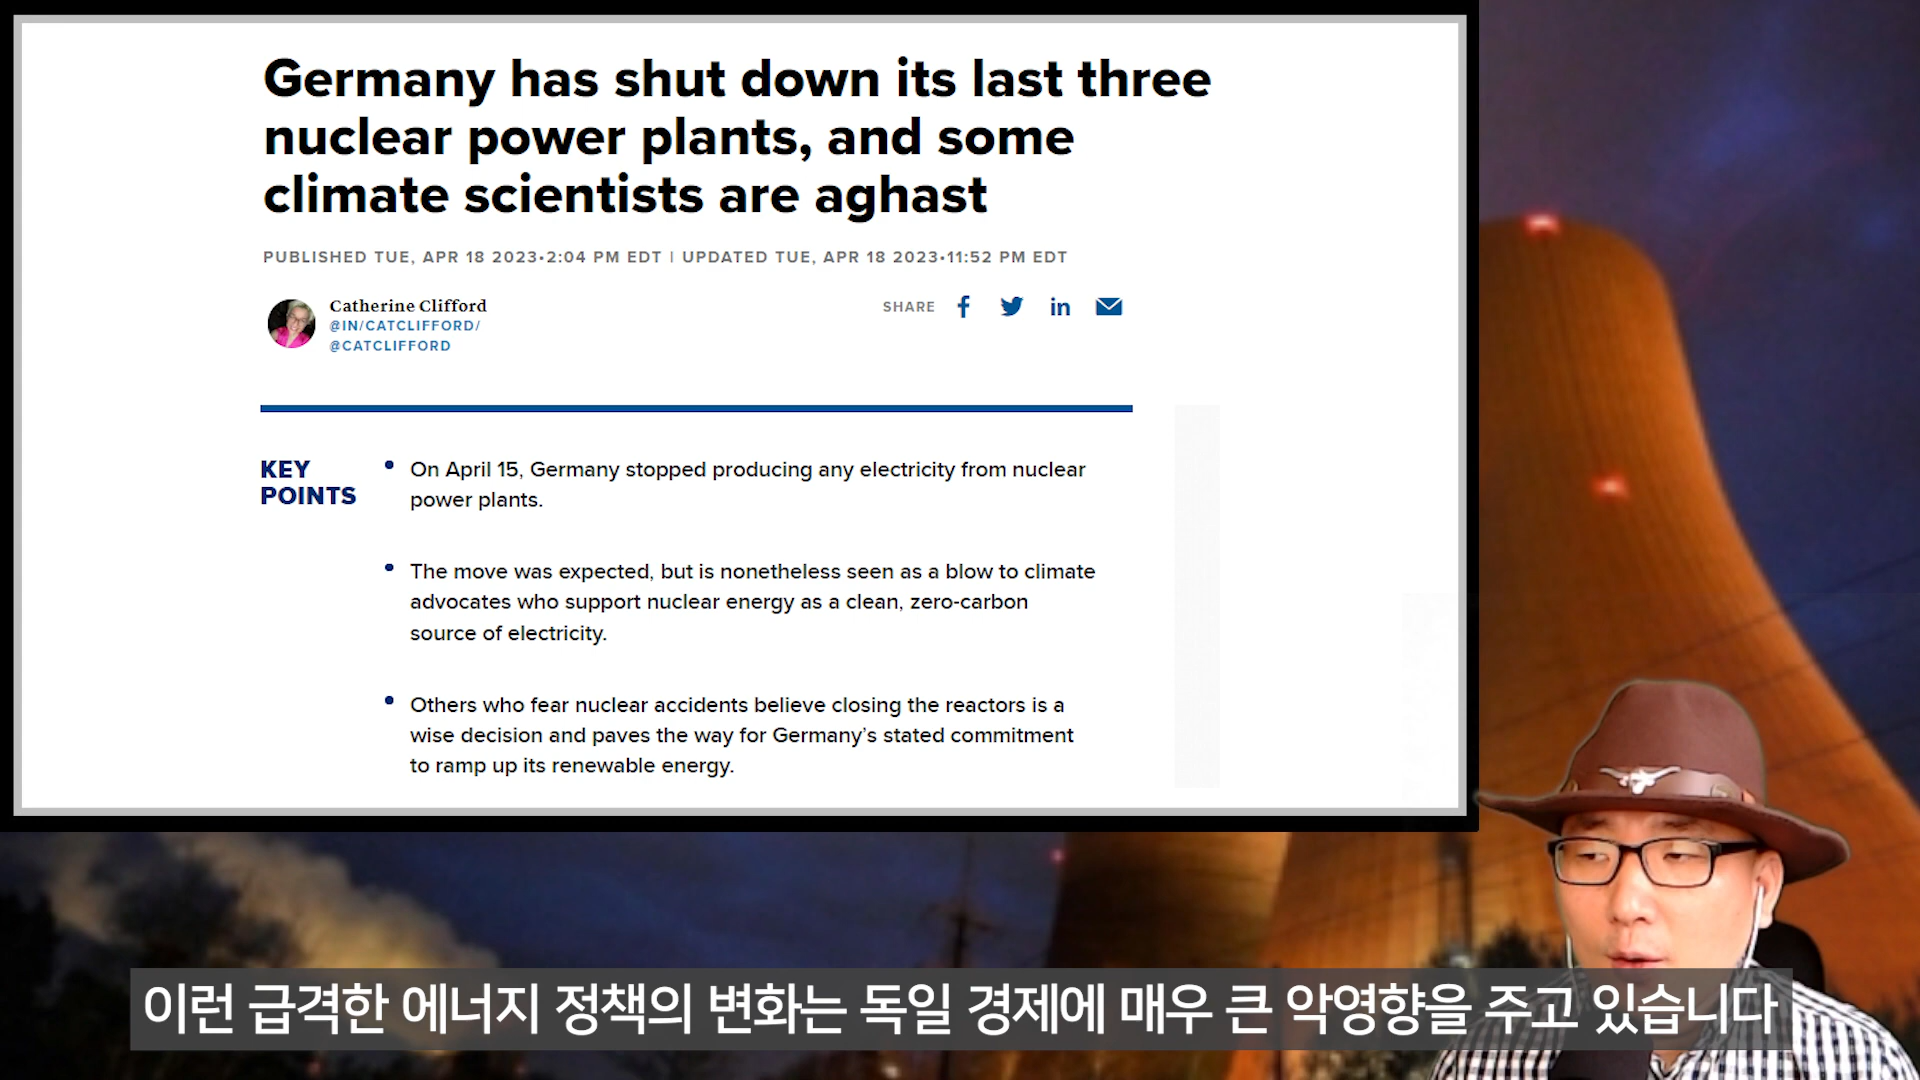 Germany has shut down its last three
nuclear power plants, and some
climate scientists are aghast
PUBLISHED TUE, APR 18 2023•2:04 PM EDT | UPDATED TUE, APR 18 2023•11:52 PM EDT
Catherine Clifford
@IN/CATCLIFFORD/
@CATCLIFFORD
SHARE
KEY
POINTS
On April 15, Germany stopped producing any electricity from nuclear
power plants.
The move was expected, but is nonetheless seen as a blow to climate
advocates who support nuclear energy as a clean, zero-carbon
source of electricity.
Others who fear nuclear accidents believe closing the reactors is a
wise decision and paves the way for Germany’s stated commitment
to ramp up its renewable energy.
이런 급격한 에너지 정책의 변화는 독일 경제에 매우 큰 악영향을 주고 있습니다